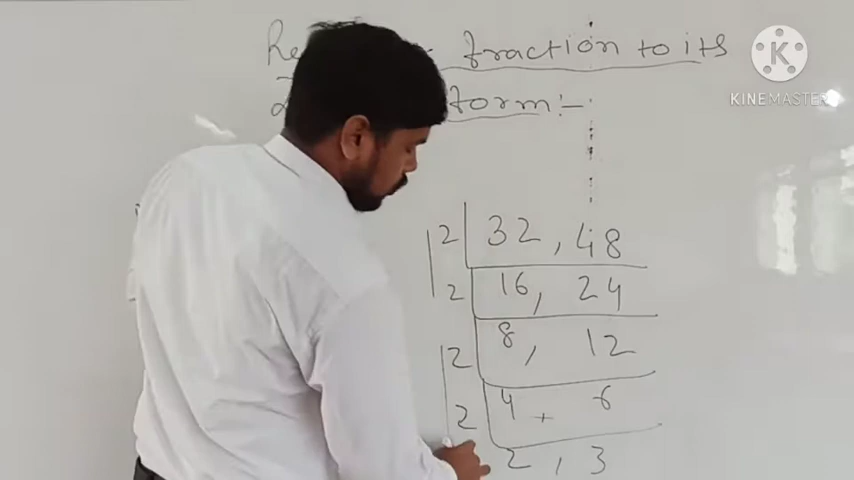 fraction to its
form :-
2 | 32, 48
2 | 16, 24
2 | 8, 12
2 | 4, 6
2, 3
K
KINEMASTER